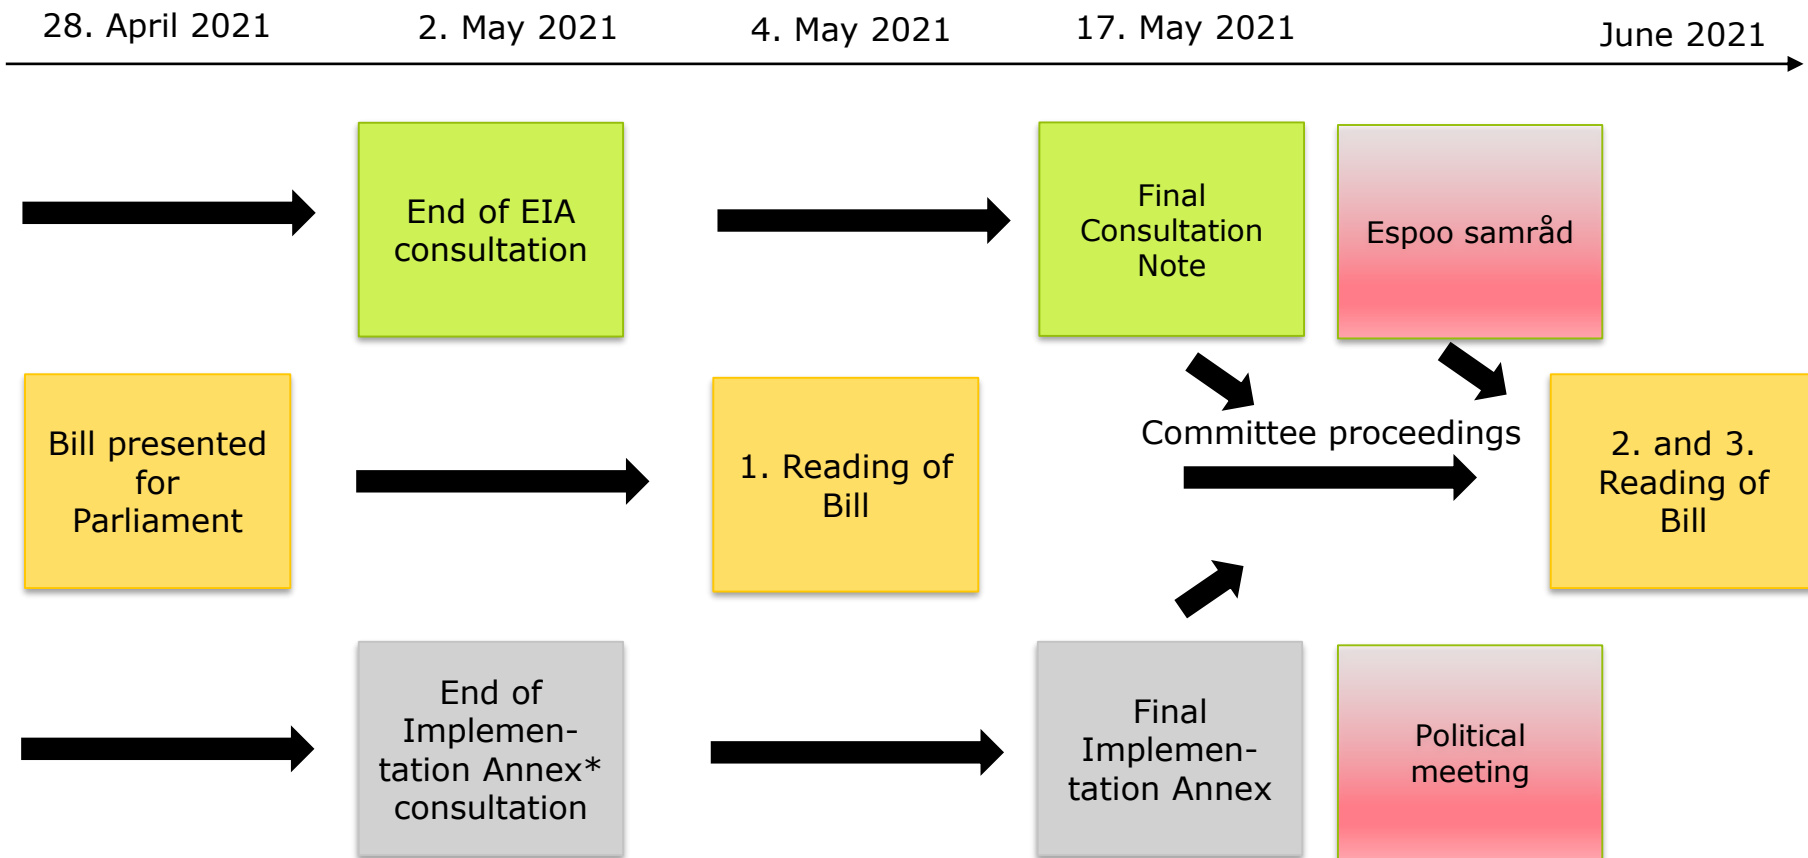 28. April 2021
2. May 2021
4. May 2021
17. May 2021
June 2021
End of EIA
consultation
Final
Consultation
Note
Espoo samråd
Bill presented
for
Parliament
1. Reading of
Bill
Committee proceedings
2. and 3.
Reading of
Bill
End of
Implemen-
tation Annex*
consultation
Final
Implemen-
tation Annex
Political
meeting